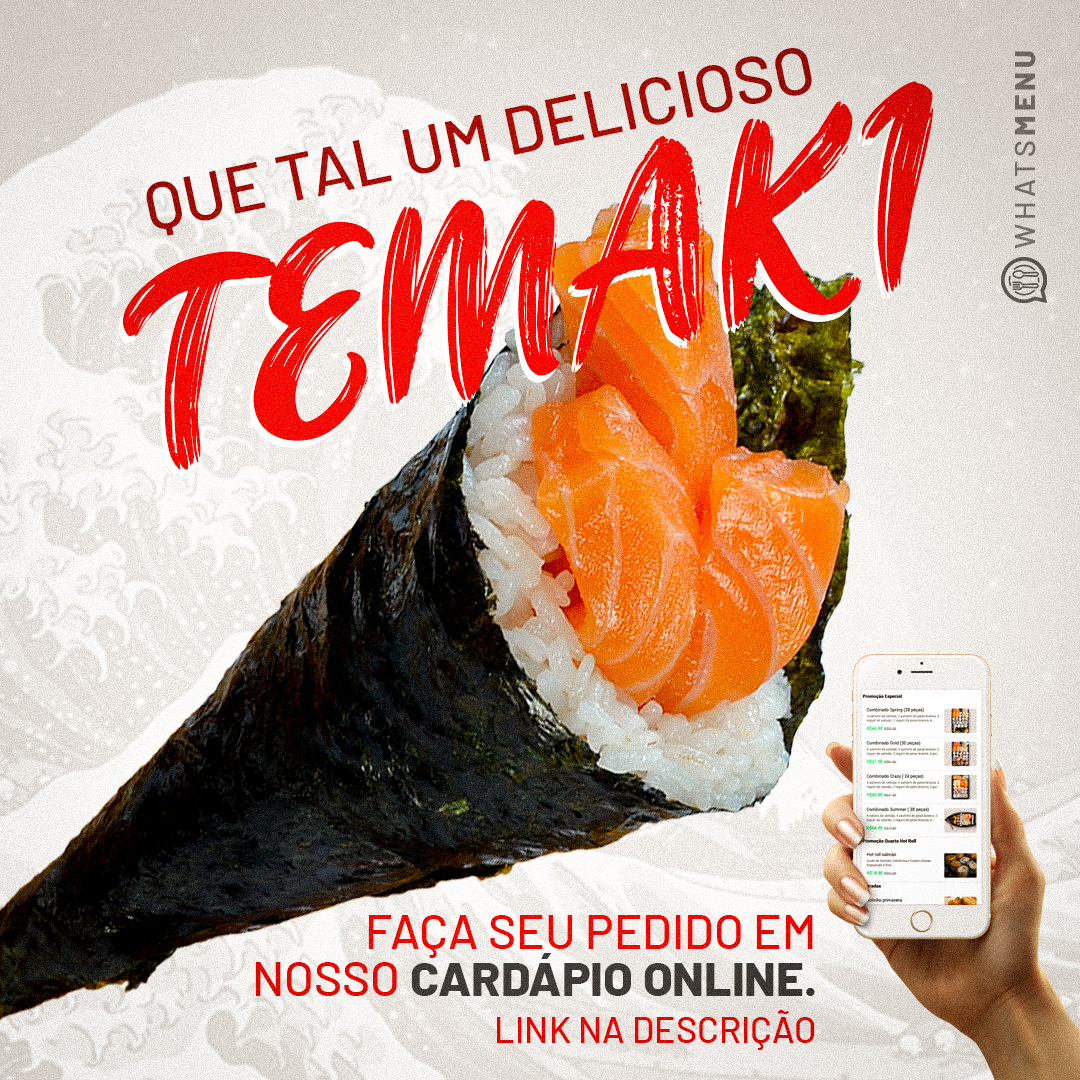 QUE TAL UM DELICIOSO
TEMAKI
WHATSMENU
Promoção Especial
Combinado Spring (28 peças)
Combinado Gold (30 peças)
Combinado Crazy ( 24 peças)
Combinado Summer ( 28 peças)
Promoção Quarta Hot Roll
Hot roll salmão
FAÇA SEU PEDIDO EM
NOSSO CARDÁPIO ONLINE.
LINK NA DESCRIÇÃO